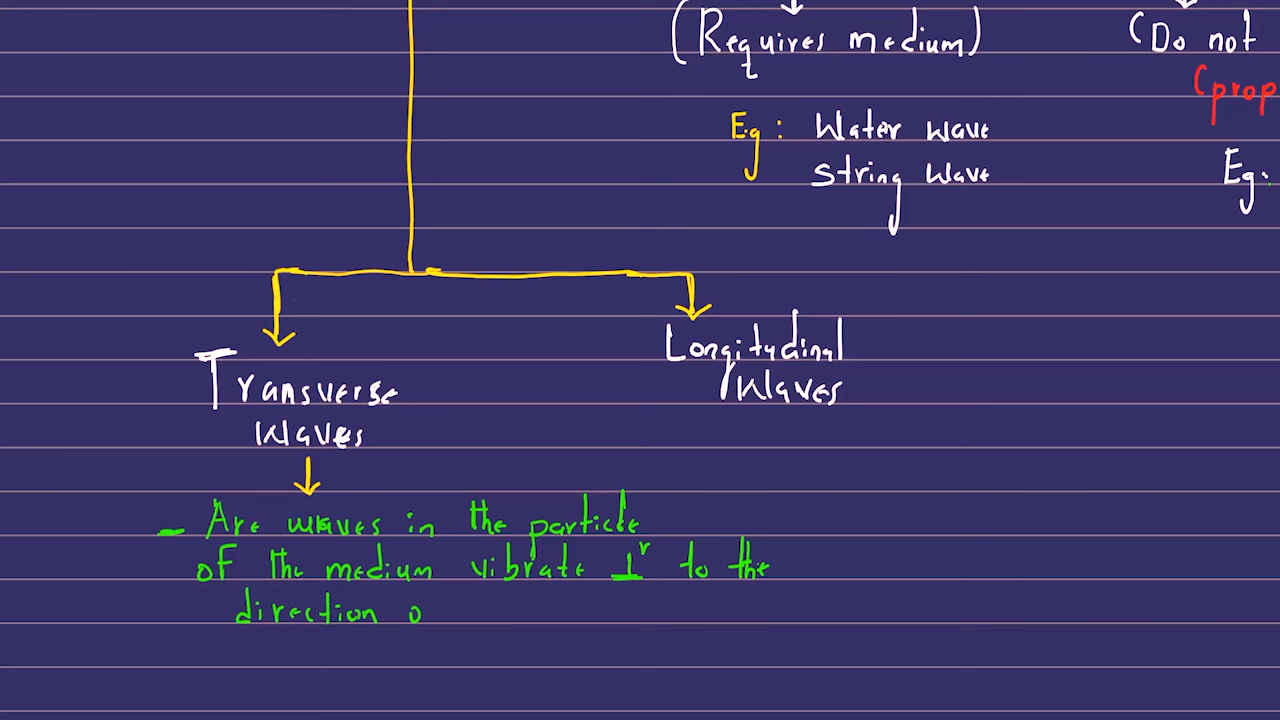 (Requires medium)
(Do not
(prop
Eg: Water wave
String wave
Eg:
Transverse
waves
Longitudinal
waves
- Are waves in the particle
of the medium vibrate ⊥r to the
direction o